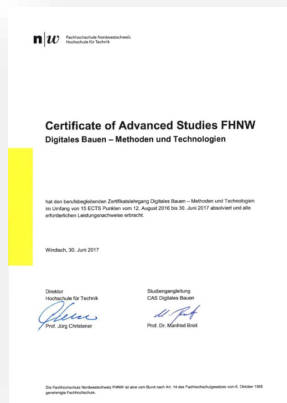 n|w Fachhochschule Nordwestschweiz
Hochschule für Technik
Certificate of Advanced Studies FHNW
Digitales Bauen – Methoden und Technologien
hat den berufsbegleitenden Zertifikatslehrgang Digitales Bauen – Methoden und Technologien
im Umfang von 15 ECTS Punkten vom 12. August 2016 bis 30. Juni 2017 absolviert und alle
erforderlichen Leistungsnachweise erbracht.
Windisch, 30. Juni 2017
Direktor
Hochschule für Technik
Prof. Jürg Christener
Studiengangleitung
CAS Digitales Bauen
Prof. Dr. Manfred Breit
Die Fachhochschule Nordwestschweiz FHNW ist eine vom Bund nach Art. 14 des Fachhochschulgesetzes vom 6. Oktober 1995
genehmigte Fachhochschule.